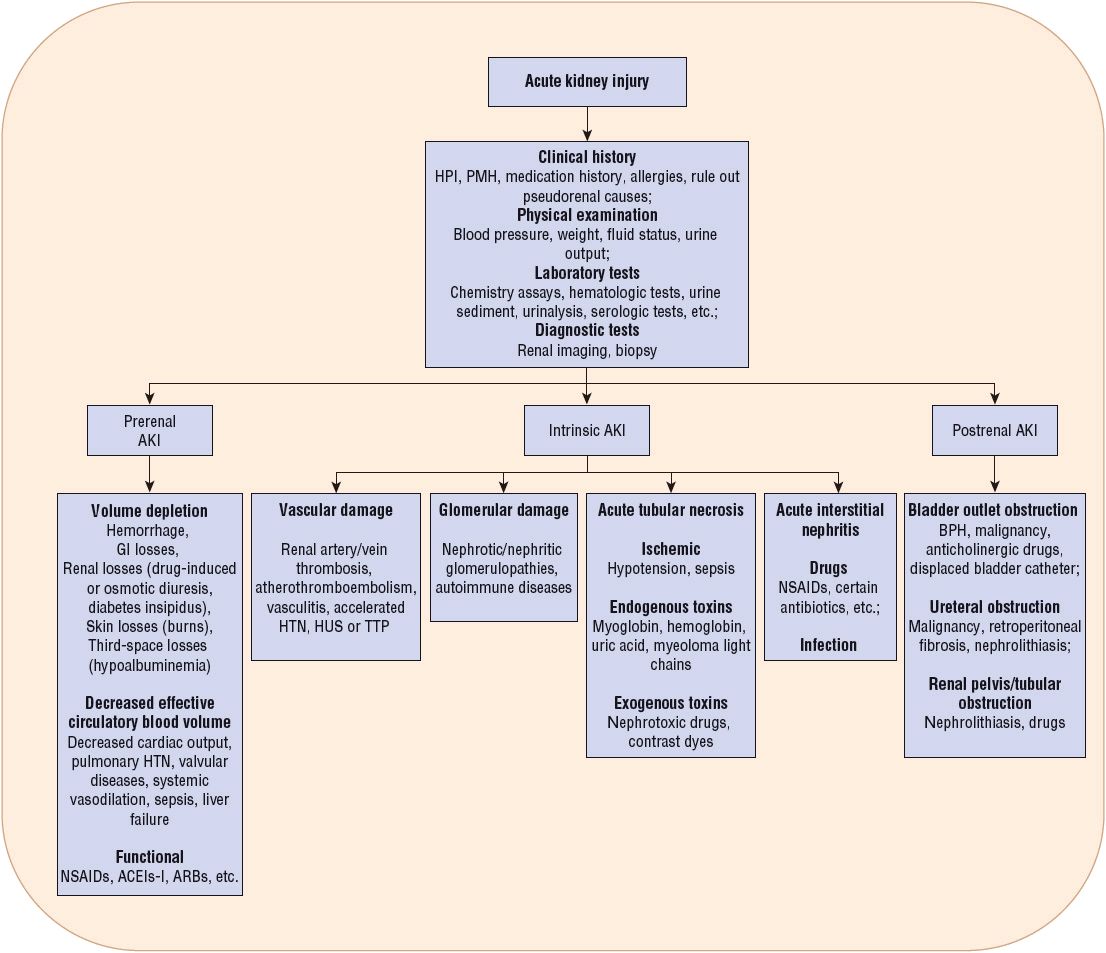 Acute kidney injury
Clinical history
HPI, PMH, medication history, allergies, rule out
pseudorenal causes;
Physical examination
Blood pressure, weight, fluid status, urine
output;
Laboratory tests
Chemistry assays, hematologic tests, urine
sediment, urinalysis, serologic tests, etc.;
Diagnostic tests
Renal imaging, biopsy
Prerenal
AKI
Intrinsic AKI
Postrenal AKI
Volume depletion
Hemorrhage,
GI losses,
Renal losses (drug-induced
or osmotic diuresis,
diabetes insipidus),
Skin losses (burns),
Third-space losses
(hypoalbuminemia)
Decreased effective
circulatory blood volume
Decreased cardiac output,
pulmonary HTN, valvular
diseases, systemic
vasodilation, sepsis, liver
failure
Functional
NSAIDs, ACEIs-I, ARBs, etc.
Vascular damage
Renal artery/vein
thrombosis,
atherothromboembolism,
vasculitis, accelerated
HTN, HUS or TTP
Glomerular damage
Nephrotic/nephritic
glomerulopathies,
autoimmune diseases
Acute tubular necrosis
Ischemic
Hypotension, sepsis
Endogenous toxins
Myoglobin, hemoglobin,
uric acid, myeoloma light
chains
Exogenous toxins
Nephrotoxic drugs,
contrast dyes
Acute interstitial
nephritis
Drugs
NSAIDs, certain
antibiotics, etc.;
Infection
Bladder outlet obstruction
BPH, malignancy,
anticholinergic drugs,
displaced bladder catheter;
Ureteral obstruction
Malignancy, retroperitoneal
fibrosis, nephrolithiasis;
Renal pelvis/tubular
obstruction
Nephrolithiasis, drugs